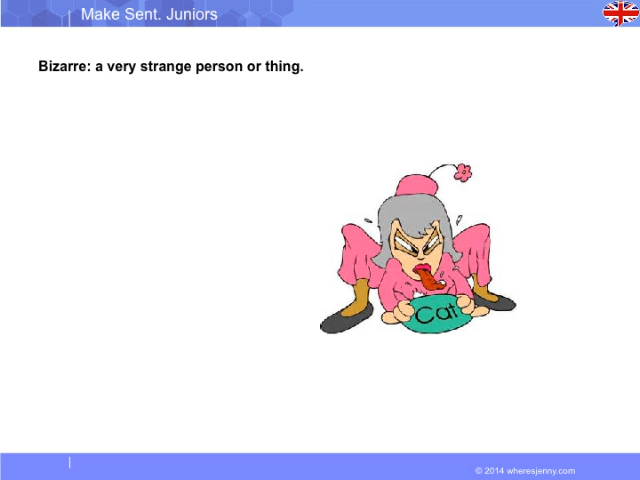 Make Sent. Juniors
Bizarre: a very strange person or thing.
Cat
© 2014 wheresjenny.com